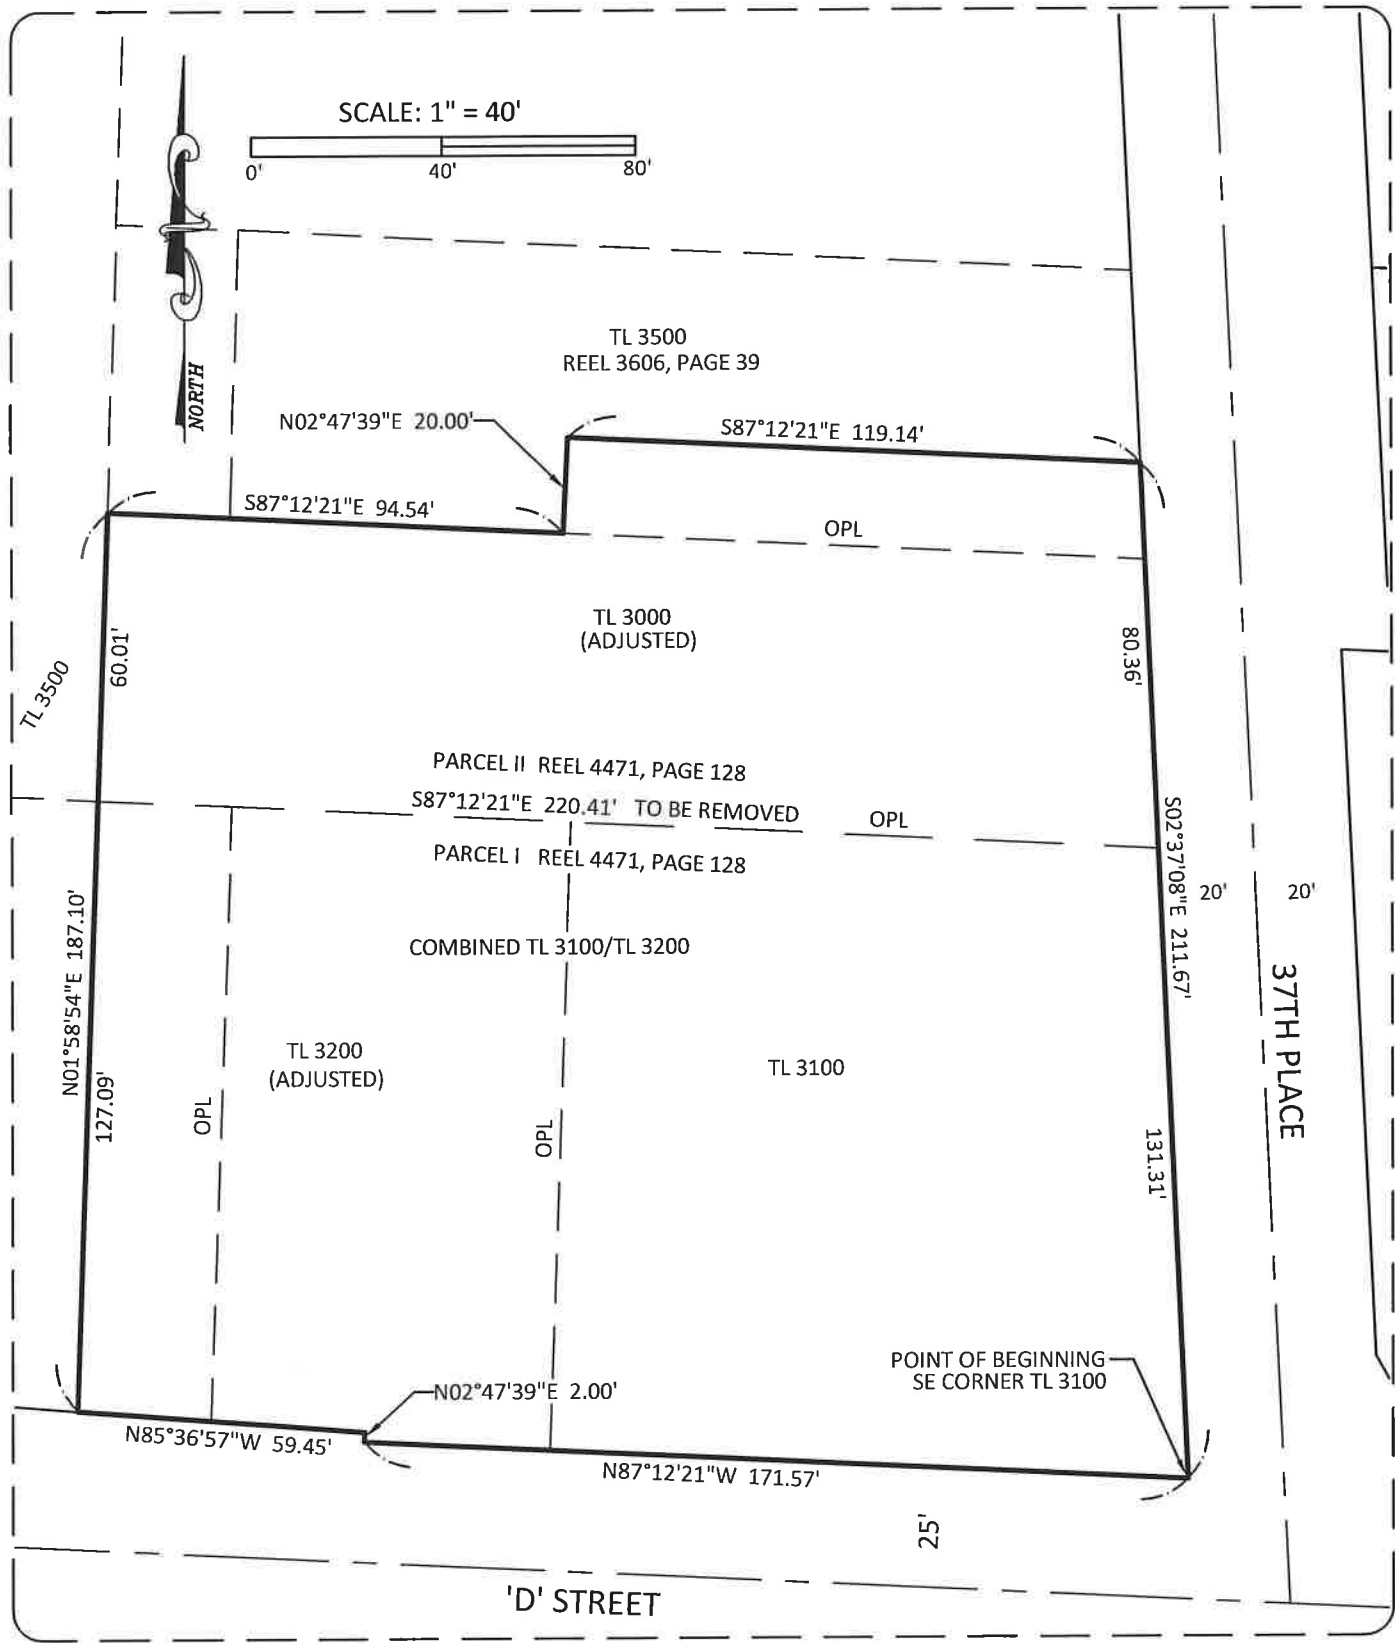 SCALE: 1" = 40'
0' 40' 80'
NORTH
TL 3500
REEL 3606, PAGE 39
N02°47'39"E 20.00'
S87°12'21"E 119.14'
S87°12'21"E 94.54'
OPL
TL 3000
(ADJUSTED)
60.01'
80.36'
TL 3500
PARCEL II REEL 4471, PAGE 128
S87°12'21"E 220.41' TO BE REMOVED
OPL
PARCEL I REEL 4471, PAGE 128
S02°37'08"E 211.67'
20' 20'
N01°58'54"E 187.10'
COMBINED TL 3100/TL 3200
37TH PLACE
TL 3200
(ADJUSTED)
TL 3100
127.09'
OPL
OPL
131.31'
POINT OF BEGINNING
SE CORNER TL 3100
N02°47'39"E 2.00'
N85°36'57"W 59.45'
N87°12'21"W 171.57'
25'
'D' STREET